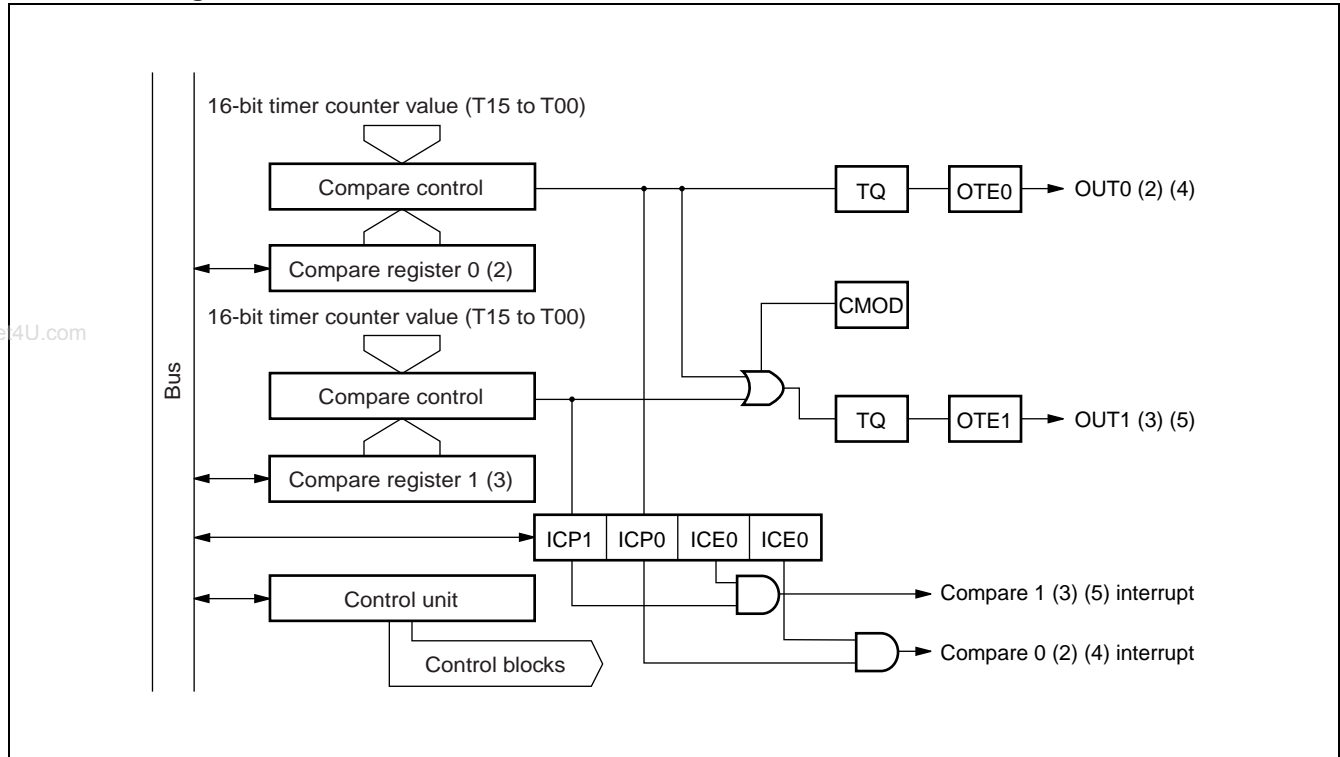 16-bit timer counter value (T15 to T00)
Compare control
TQ
OTE0
OUT0 (2) (4)
Compare register 0 (2)
CMOD
16-bit timer counter value (T15 to T00)
et4U.com
Bus
Compare control
TQ
OTE1
OUT1 (3) (5)
Compare register 1 (3)
ICP1
ICP0
ICE0
ICE0
Control unit
Compare 1 (3) (5) interrupt
Control blocks
Compare 0 (2) (4) interrupt